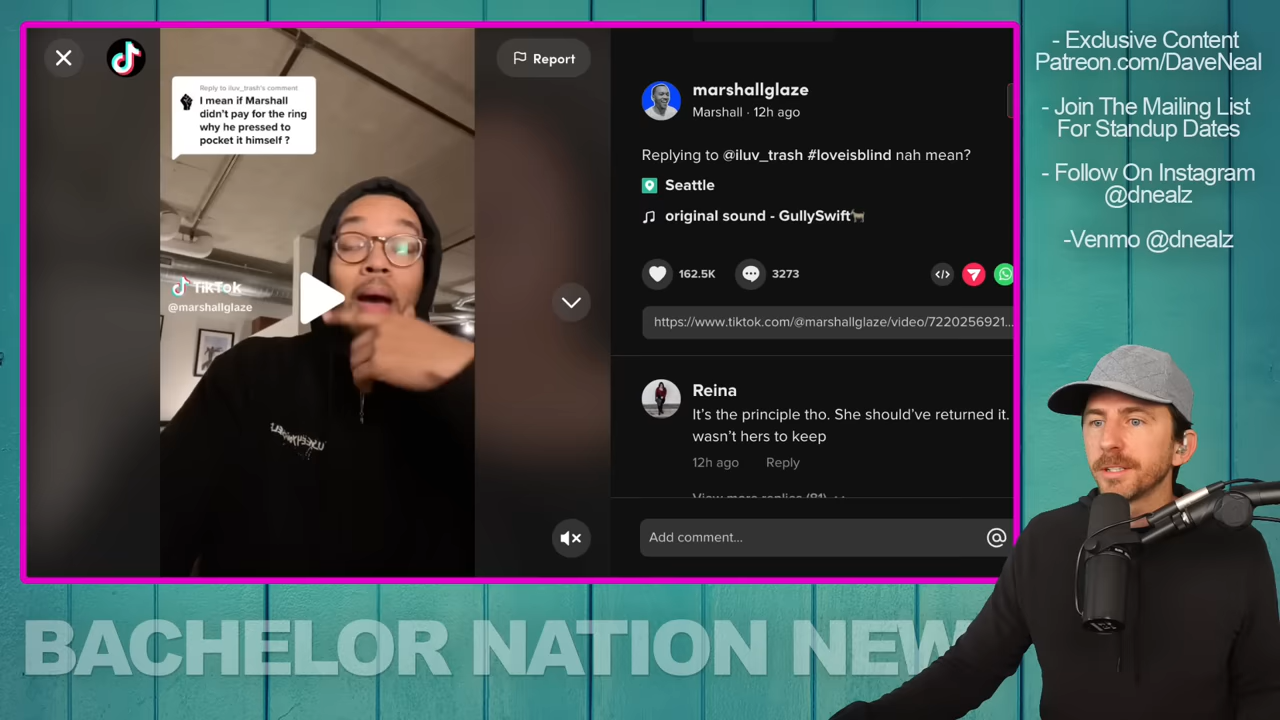 Report
Reply to iluv_trash's comment
I mean if Marshall
didn't pay for the ring
why he pressed to
pocket it himself ?
TikTok
@marshallglaze
marshallglaze
Marshall · 12h ago
Replying to @iluv_trash #loveisblind nah mean?
Seattle
original sound - GullySwift🐐
162.5K
3273
https://www.tiktok.com/@marshallglaze/video/7220256921...
Reina
It's the principle tho. She should've returned it.
wasn't hers to keep
12h ago Reply
View more replies (81)
Add comment...
@
- Exclusive Content
Patreon.com/DaveNeal
- Join The Mailing List
For Standup Dates
- Follow On Instagram
@dnealz
-Venmo @dnealz
BACHELOR NATION NEW